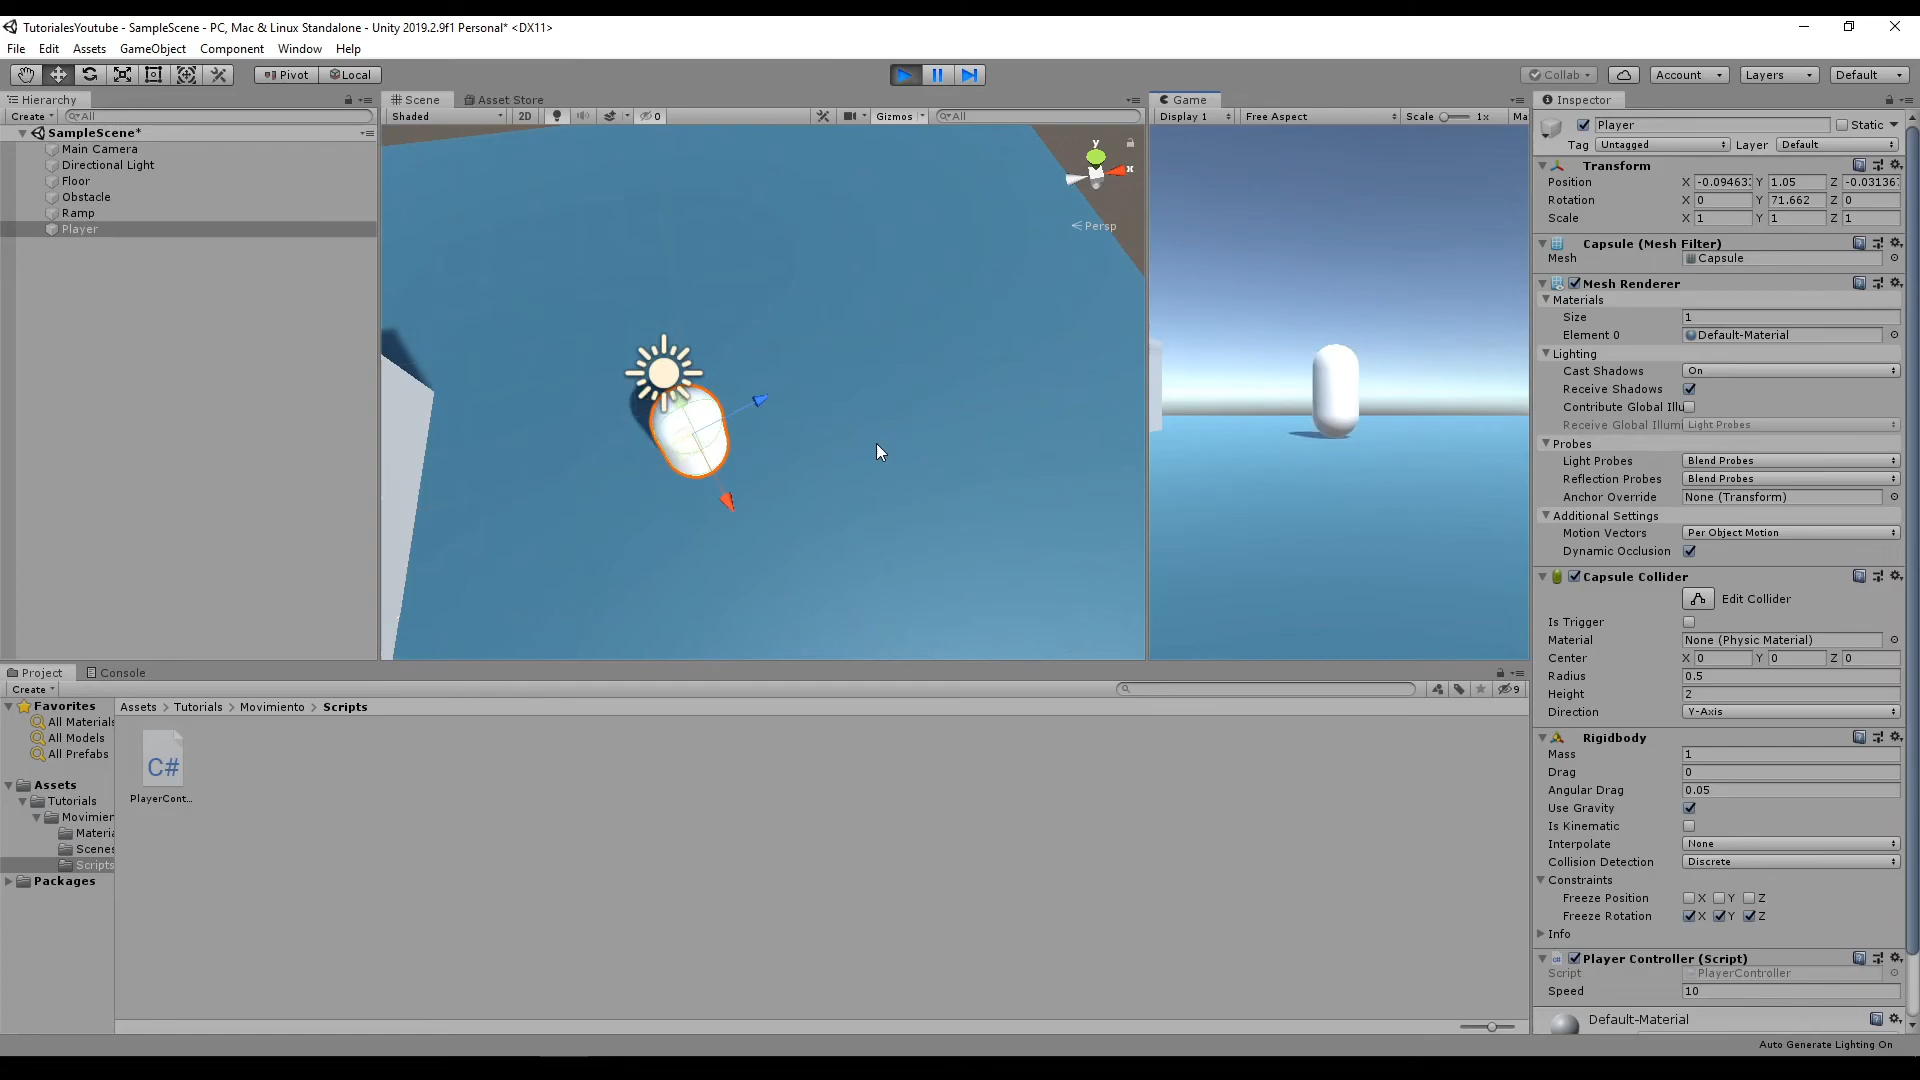 TutorialesYoutube - SampleScene - PC, Mac & Linux Standalone - Unity 2019.2.9f1 Personal* <DX11>
File Edit Assets GameObject Component Window Help
Pivot Local Collab Account Layers Default
Hierarchy
Create All
SampleScene*
Main Camera
Directional Light
Floor
Obstacle
Ramp
Player
Scene Asset Store
Shaded 2D 0 Gizmos All
y
x
Persp
Game
Display 1 Free Aspect Scale 1x Ma
Inspector
Player Static
Tag Untagged Layer Default
Transform
Position X -0.09463 Y 1.05 Z -0.03136
Rotation X 0 Y 71.662 Z 0
Scale X 1 Y 1 Z 1
Capsule (Mesh Filter)
Mesh Capsule
Mesh Renderer
Materials
Size 1
Element 0 Default-Material
Lighting
Cast Shadows On
Receive Shadows
Contribute Global Illu
Receive Global Illumi Light Probes
Probes
Light Probes Blend Probes
Reflection Probes Blend Probes
Anchor Override None (Transform)
Additional Settings
Motion Vectors Per Object Motion
Dynamic Occlusion
Capsule Collider
Edit Collider
Is Trigger
Material None (Physic Material)
Center X 0 Y 0 Z 0
Radius 0.5
Height 2
Direction Y-Axis
Rigidbody
Mass 1
Drag 0
Angular Drag 0.05
Use Gravity
Is Kinematic
Interpolate None
Collision Detection Discrete
Constraints
Freeze Position X Y Z
Freeze Rotation X Y Z
Info
Player Controller (Script)
Script PlayerController
Speed 10
Default-Material
Project Console
Create 9
Favorites
All Materials
All Models
All Prefabs
Assets
Tutorials
Movimien
Materia
Scenes
Scripts
Packages
Assets > Tutorials > Movimiento > Scripts
C#
PlayerCont...
Auto Generate Lighting On